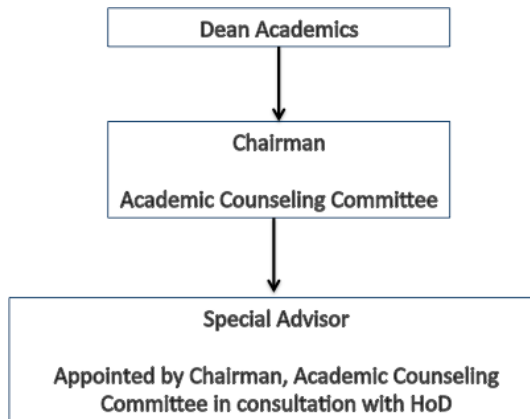 Dean Academics
Chairman
Academic Counseling Committee
Special Advisor
Appointed by Chairman, Academic Counseling
Committee in consultation with HoD